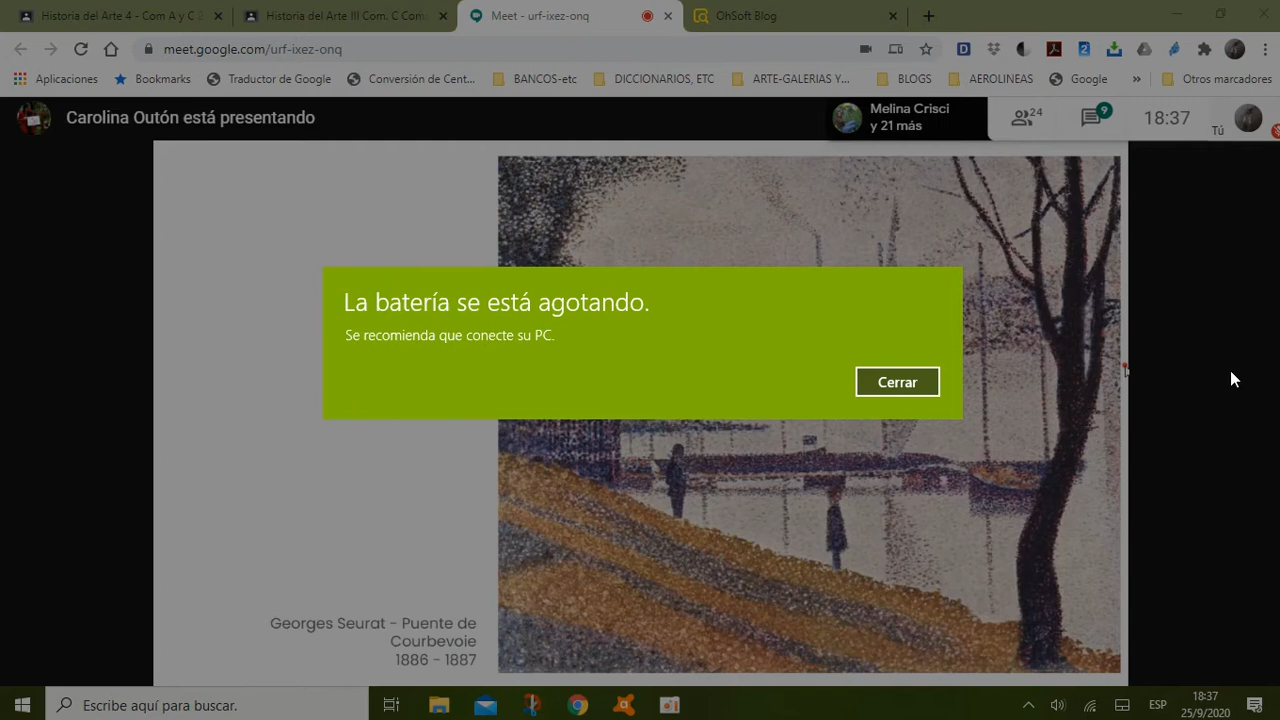 Historia del Arte 4 - Com A y C 2
Historia del Arte III Com. C Com
Meet - urf-ixez-onq
OhSoft Blog
meet.google.com/urf-ixez-onq
Aplicaciones
Bookmarks
Traductor de Google
Conversión de Cent...
BANCOS-etc
DICCIONARIOS, ETC
ARTE-GALERIAS Y...
BLOGS
AEROLINEAS
Google
»
Otros marcadores
Carolina Outón está presentando
Melina Crisci
y 21 más
24
9
18:37
Tú
La batería se está agotando.
Se recomienda que conecte su PC.
Cerrar
Georges Seurat - Puente de
Courbevoie
1886 - 1887
Escribe aquí para buscar.
ESP
18:37
25/9/2020